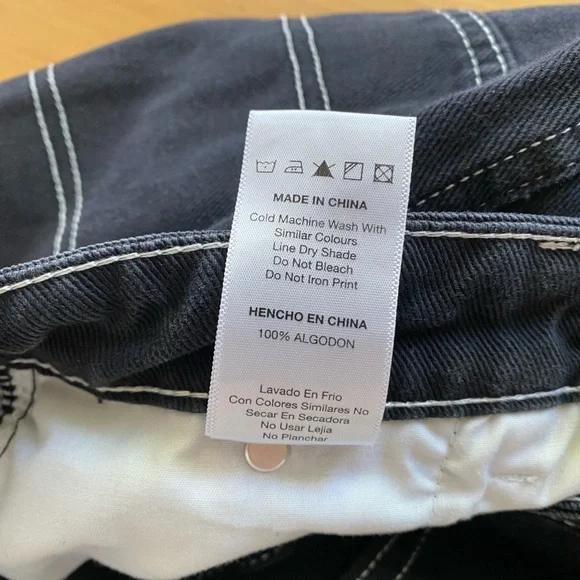 MADE IN CHINA
Cold Machine Wash With
Similar Colours
Line Dry Shade
Do Not Bleach
Do Not Iron Print
HENCHO EN CHINA
100% ALGODON
Lavado En Frio
Con Colores Similares No
Secar En Secadora
No Usar Lejia
No Planchar